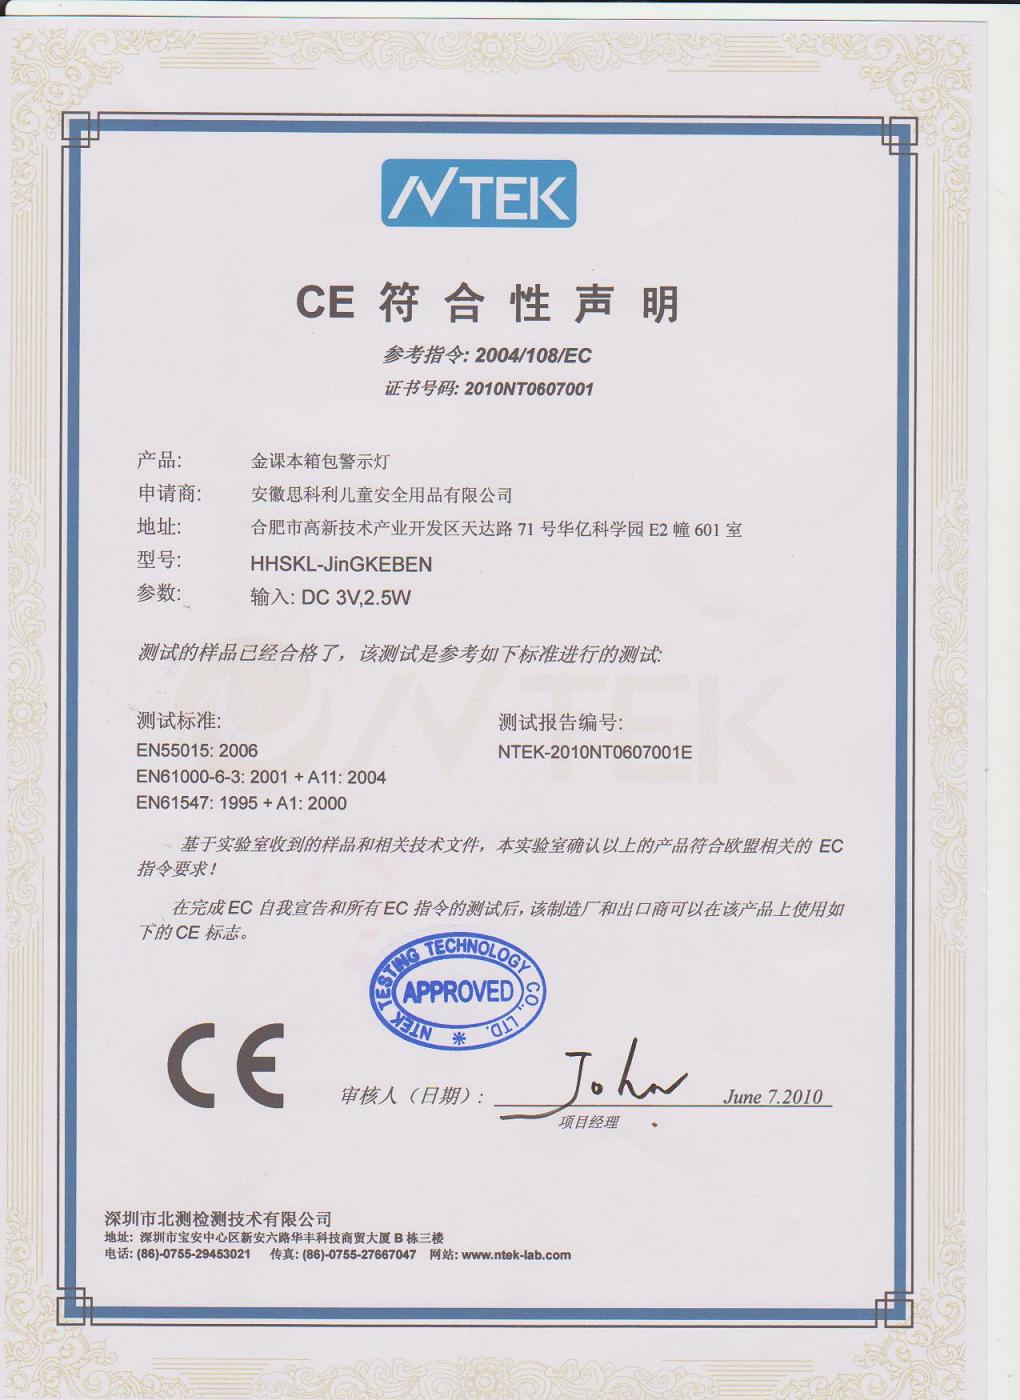 NTEK
CE 符合性声明
参考指令: 2004/108/EC
证书号码: 2010NT0607001
产品: 金课本箱包警示灯
申请商: 安徽思科利儿童安全用品有限公司
地址: 合肥市高新技术产业开发区天达路 71 号华亿科学园 E2 幢 601 室
型号: HHSKL-JinGKEBEN
参数: 输入: DC 3V,2.5W
测试的样品已经合格了，该测试是参考如下标准进行的测试:
测试标准: 测试报告编号:
EN55015: 2006 NTEK-2010NT0607001E
EN61000-6-3: 2001 + A11: 2004
EN61547: 1995 + A1: 2000
基于实验室收到的样品和相关技术文件，本实验室确认以上的产品符合欧盟相关的 EC
指令要求！
在完成 EC 自我宣告和所有 EC 指令的测试后，该制造厂和出口商可以在该产品上使用如
下的 CE 标志。
NTEK TESTING TECHNOLOGY CO., LTD.
APPROVED
CE
审核人（日期）: John June 7.2010
项目经理
深圳市北测检测技术有限公司
地址: 深圳市宝安中心区新安六路华丰科技商贸大厦 B 栋三楼
电话: (86)-0755-29453021 传真: (86)-0755-27667047 网站: www.ntek-lab.com